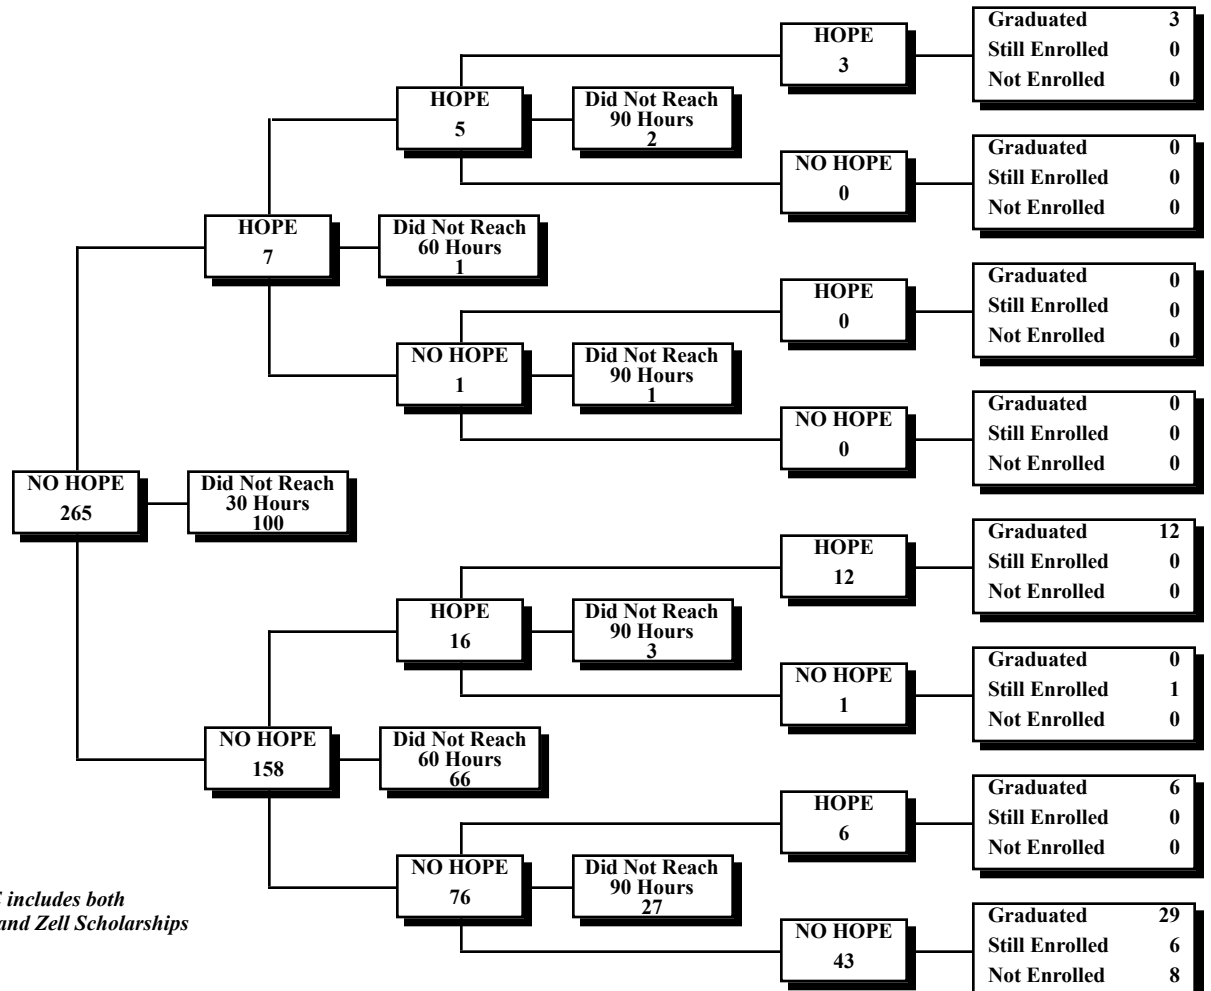 Graduated 3
Still Enrolled 0
Not Enrolled 0
HOPE
3
HOPE
5
Did Not Reach
90 Hours
2
NO HOPE
0
Graduated 0
Still Enrolled 0
Not Enrolled 0
HOPE
7
Did Not Reach
60 Hours
1
HOPE
0
Graduated 0
Still Enrolled 0
Not Enrolled 0
NO HOPE
1
Did Not Reach
90 Hours
1
NO HOPE
0
Graduated 0
Still Enrolled 0
Not Enrolled 0
NO HOPE
265
Did Not Reach
30 Hours
100
HOPE
12
Graduated 12
Still Enrolled 0
Not Enrolled 0
HOPE
16
Did Not Reach
90 Hours
3
NO HOPE
1
Graduated 0
Still Enrolled 1
Not Enrolled 0
NO HOPE
158
Did Not Reach
60 Hours
66
HOPE
6
Graduated 6
Still Enrolled 0
Not Enrolled 0
NO HOPE
76
Did Not Reach
90 Hours
27
NO HOPE
43
Graduated 29
Still Enrolled 6
Not Enrolled 8
includes both
and Zell Scholarships